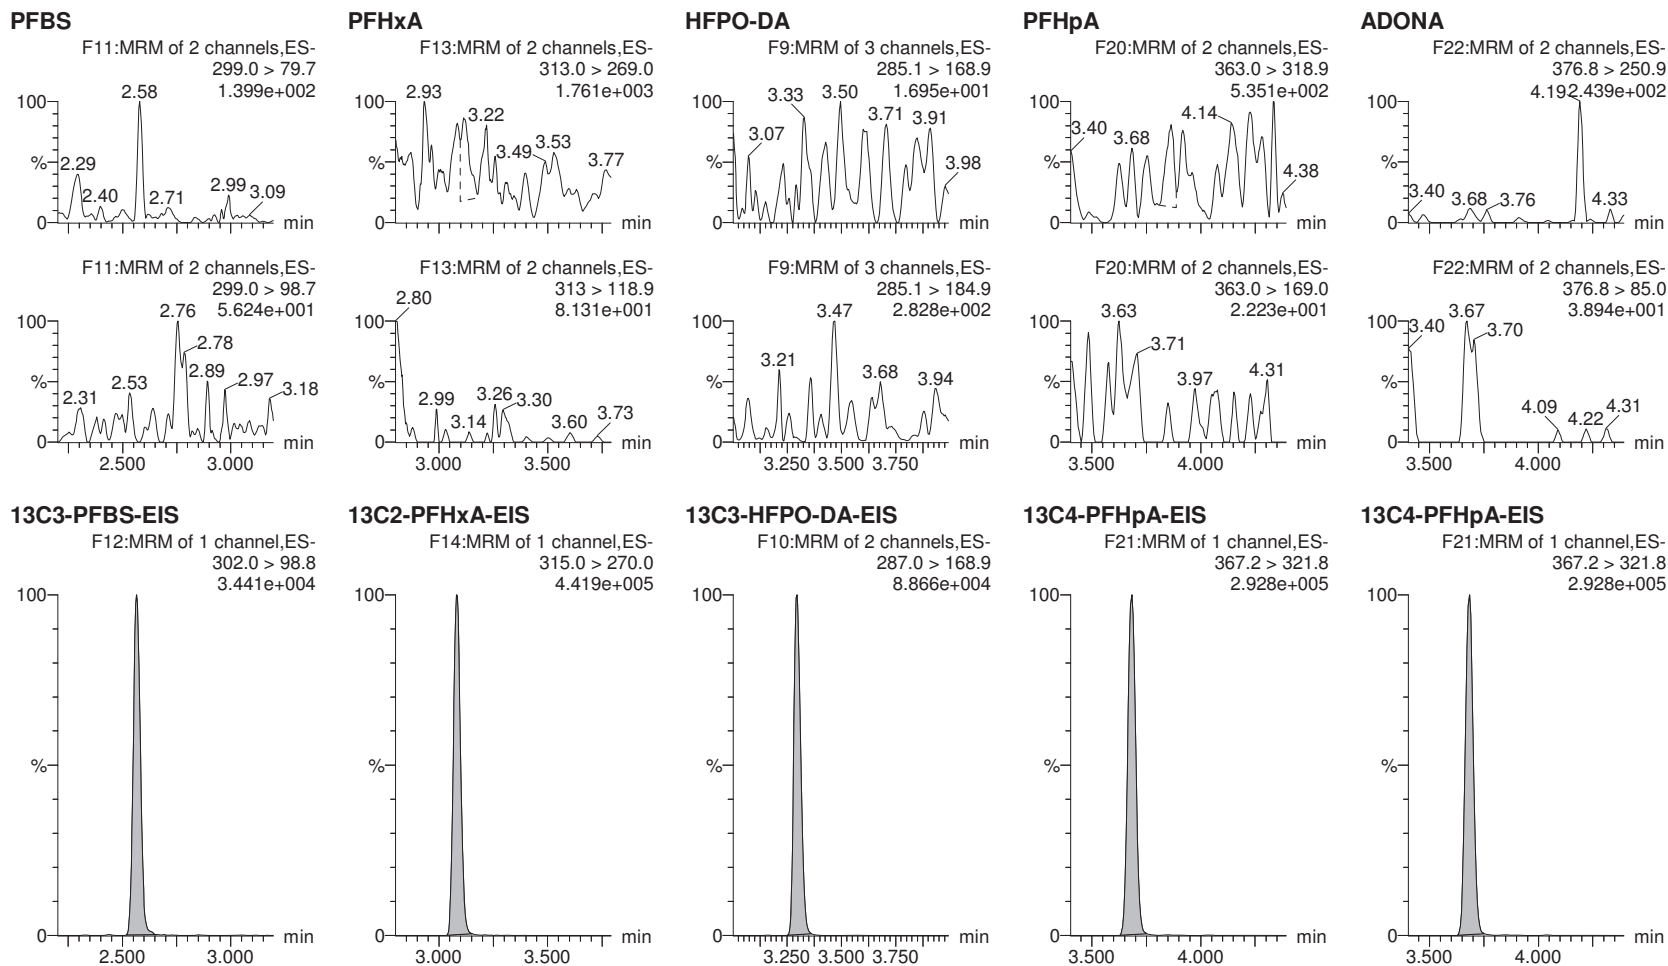 PFBS
F11:MRM of 2 channels,ES-
299.0 > 79.7
1.399e+002
100
%
0
2.29
2.40
2.58
2.71
2.99
3.09
min
F11:MRM of 2 channels,ES-
299.0 > 98.7
5.624e+001
100
%
0
2.31
2.53
2.76
2.78
2.89
2.97
3.18
min
2.500
3.000
PFHxA
F13:MRM of 2 channels,ES-
313.0 > 269.0
1.761e+003
100
%
0
2.93
3.22
3.49
3.53
3.77
min
F13:MRM of 2 channels,ES-
313 > 118.9
8.131e+001
100
%
0
2.80
2.99
3.14
3.26
3.30
3.60
3.73
min
3.000
3.500
HFPO-DA
F9:MRM of 3 channels,ES-
285.1 > 168.9
1.695e+001
100
%
0
3.07
3.33
3.50
3.71
3.91
3.98
min
F9:MRM of 3 channels,ES-
285.1 > 184.9
2.828e+002
100
%
0
3.21
3.47
3.68
3.94
min
3.250
3.500
3.750
PFHpA
F20:MRM of 2 channels,ES-
363.0 > 318.9
5.351e+002
100
%
0
3.40
3.68
4.14
4.38
min
F20:MRM of 2 channels,ES-
363.0 > 169.0
2.223e+001
100
%
0
3.63
3.71
3.97
4.31
min
3.500
4.000
ADONA
F22:MRM of 2 channels,ES-
376.8 > 250.9
2.439e+002
100
%
0
3.40
3.68
3.76
4.19
4.33
min
F22:MRM of 2 channels,ES-
376.8 > 85.0
3.894e+001
100
%
0
3.40
3.67
3.70
4.09
4.22
4.31
min
3.500
4.000
13C3-PFBS-EIS
F12:MRM of 1 channel,ES-
302.0 > 98.8
3.441e+004
100
%
0
min
2.500
3.000
13C2-PFHxA-EIS
F14:MRM of 1 channel,ES-
315.0 > 270.0
4.419e+005
100
%
0
min
3.000
3.500
13C3-HFPO-DA-EIS
F10:MRM of 2 channels,ES-
287.0 > 168.9
8.866e+004
100
%
0
min
3.250
3.500
3.750
13C4-PFHpA-EIS
F21:MRM of 1 channel,ES-
367.2 > 321.8
2.928e+005
100
%
0
min
3.500
4.000
13C4-PFHpA-EIS
F21:MRM of 1 channel,ES-
367.2 > 321.8
2.928e+005
100
%
0
min
3.500
4.000